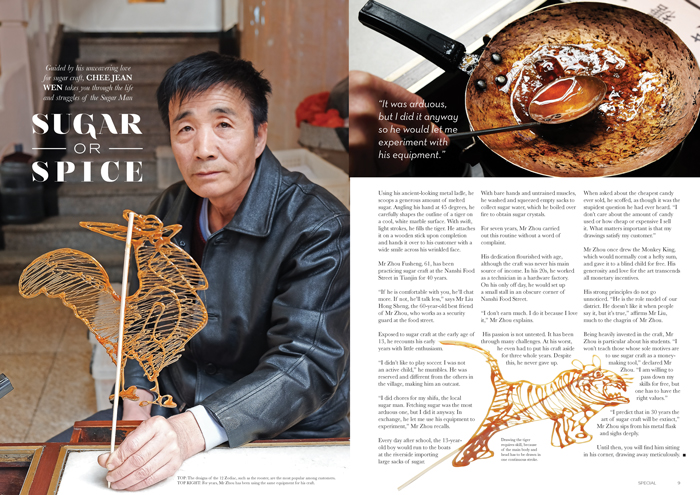 Guided by his unwavering love
for sugar craft, CHEE JEAN
WEN takes you through the life
and struggles of the Sugar Man
SUGAR
OR
SPICE
TOP: The designs of the 12 Zodiac, such as the rooster, are the most popular among customers.
TOP RIGHT: For years, Mr Zhou has been using the same equipment for his craft.
"It was arduous,
but I did it anyway
so he would let me
experiment with
his equipment."
Using his ancient-looking metal ladle, he
scoops a generous amount of melted
sugar. Angling his hand at 45 degrees, he
carefully shapes the outline of a tiger on
a cool, white marble surface. With swift,
light strokes, he fills the tiger. He attaches
it on a wooden stick upon completion
and hands it over to his customer with a
wide smile across his wrinkled face.
Mr Zhou Fusheng, 61, has been
practicing sugar craft at the Nanshi Food
Street in Tianjin for 40 years.
"If he is comfortable with you, he'll chat
more. If not, he'll talk less," says Mr Liu
Hong Sheng, the 60-year-old best friend
of Mr Zhou, who works as a security
guard at the food street.
Exposed to sugar craft at the early age of
13, he recounts his early
years with little enthusiasm.
"I didn't like to play soccer. I was not
an active child," he mumbles. He was
reserved and different from the others in
the village, making him an outcast.
"I did chores for my shifu, the local
sugar man. Fetching sugar was the most
arduous one, but I did it anyway. In
exchange, he let me use his equipment to
experiment," Mr Zhou recalls.
Every day after school, the 13-year-
old boy would run to the boats
at the riverside importing
large sacks of sugar.
With bare hands and untrained muscles,
he washed and squeezed empty sacks to
collect sugar water, which he boiled over
fire to obtain sugar crystals.
For seven years, Mr Zhou carried
out this routine without a word of
complaint.
His dedication flourished with age,
although the craft was never his main
source of income. In his 20s, he worked
as a technician in a hardware factory.
On his only off day, he would set up
a small stall in an obscure corner of
Nanshi Food Street.
"I don't earn much. I do it because I love
it," Mr Zhou explains.
His passion is not untested. It has been
through many challenges. At his worst,
he even had to put his craft aside
for three whole years. Despite
this, he never gave up.
Drawing the tiger
requires skill, because
of the main body and
head has to be drawn in
one continuous stroke.
When asked about the cheapest candy
ever sold, he scoffed, as though it was the
stupidest question he had ever heard. "I
don't care about the amount of candy
sold or how cheap or expensive I sell
it. What matters important is that my
drawings satisfy my customer."
Mr Zhou once drew the Monkey King,
which would normally cost a hefty sum,
and gave it to a blind child for free. His
generosity and love for the art transcends
all monetary incentives.
His strong principles do not go
unnoticed. "He is the role model of our
district. He doesn't like it when people
say it, but it's true," affirms Mr Liu,
much to the chagrin of Mr Zhou.
Being heavily invested in the craft, Mr
Zhou is particular about his students. "I
won't teach those whose sole motives are
to use sugar craft as a money-
making tool," declared Mr
Zhou. "I am willing to
pass down my
skills for free, but
one has to have the
right values."
"I predict that in 30 years the
art of sugar craft will be extinct,"
Mr Zhou sips from his metal flask
and sighs deeply.
Until then, you will find him sitting
in his corner, drawing away meticulously. ■
SPECIAL 9